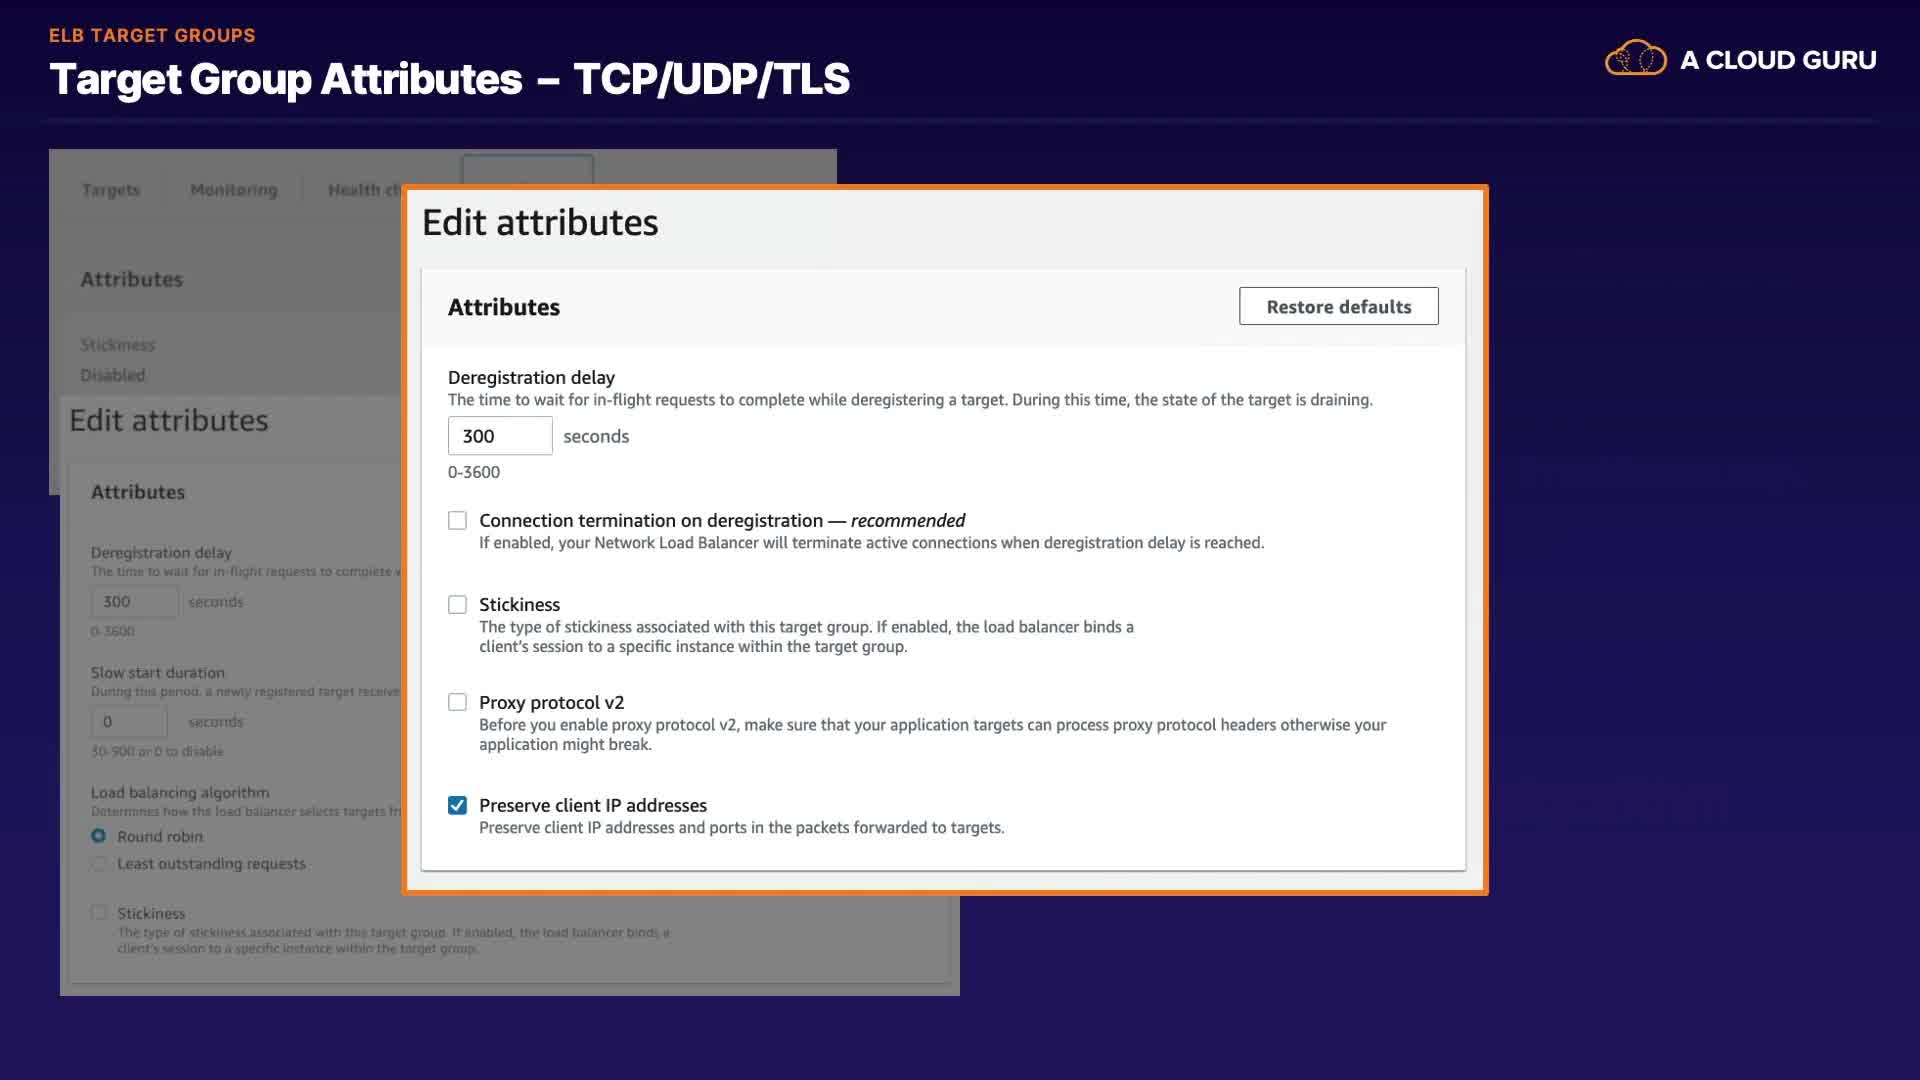 ELB TARGET GROUPS
Target Group Attributes – TCP/UDP/TLS
A CLOUD GURU
Targets
Monitoring
Health
Attributes
Stickiness
Disabled
Edit attributes
Attributes
Deregistration delay
The time to wait for in-flight requests to complete
300
seconds
0-3600
Slow start duration
During this period, a newly registered target receive
0
seconds
30-900 or 0 to disable
Load balancing algorithm
Determines how the load balancer selects targets
Round robin
Least outstanding requests
Stickiness
The type of stickiness associated with this target group. If enabled, the load balancer binds a
client's session to a specific instance within the target group.
Edit attributes
Attributes
Restore defaults
Deregistration delay
The time to wait for in-flight requests to complete while deregistering a target. During this time, the state of the target is draining.
300
seconds
0-3600
Connection termination on deregistration — recommended
If enabled, your Network Load Balancer will terminate active connections when deregistration delay is reached.
Stickiness
The type of stickiness associated with this target group. If enabled, the load balancer binds a
client's session to a specific instance within the target group.
Proxy protocol v2
Before you enable proxy protocol v2, make sure that your application targets can process proxy protocol headers otherwise your
application might break.
Preserve client IP addresses
Preserve client IP addresses and ports in the packets forwarded to targets.